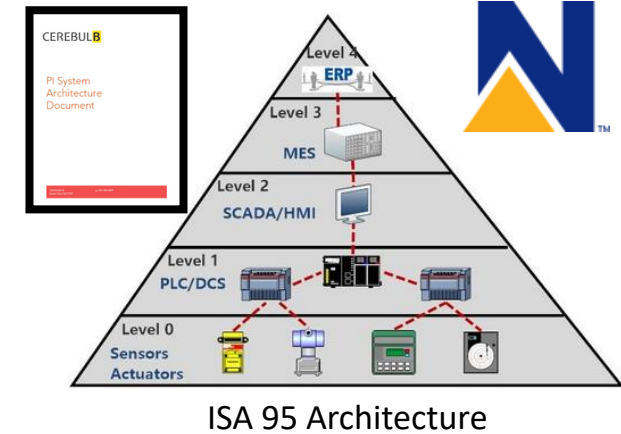 CEREBULB
PI System
Architecture
Document
Level 4
ERP
Level 3
MES
Level 2
SCADA/HMI
Level 1
PLC/DCS
Level 0
Sensors
Actuators
TM
ISA 95 Architecture